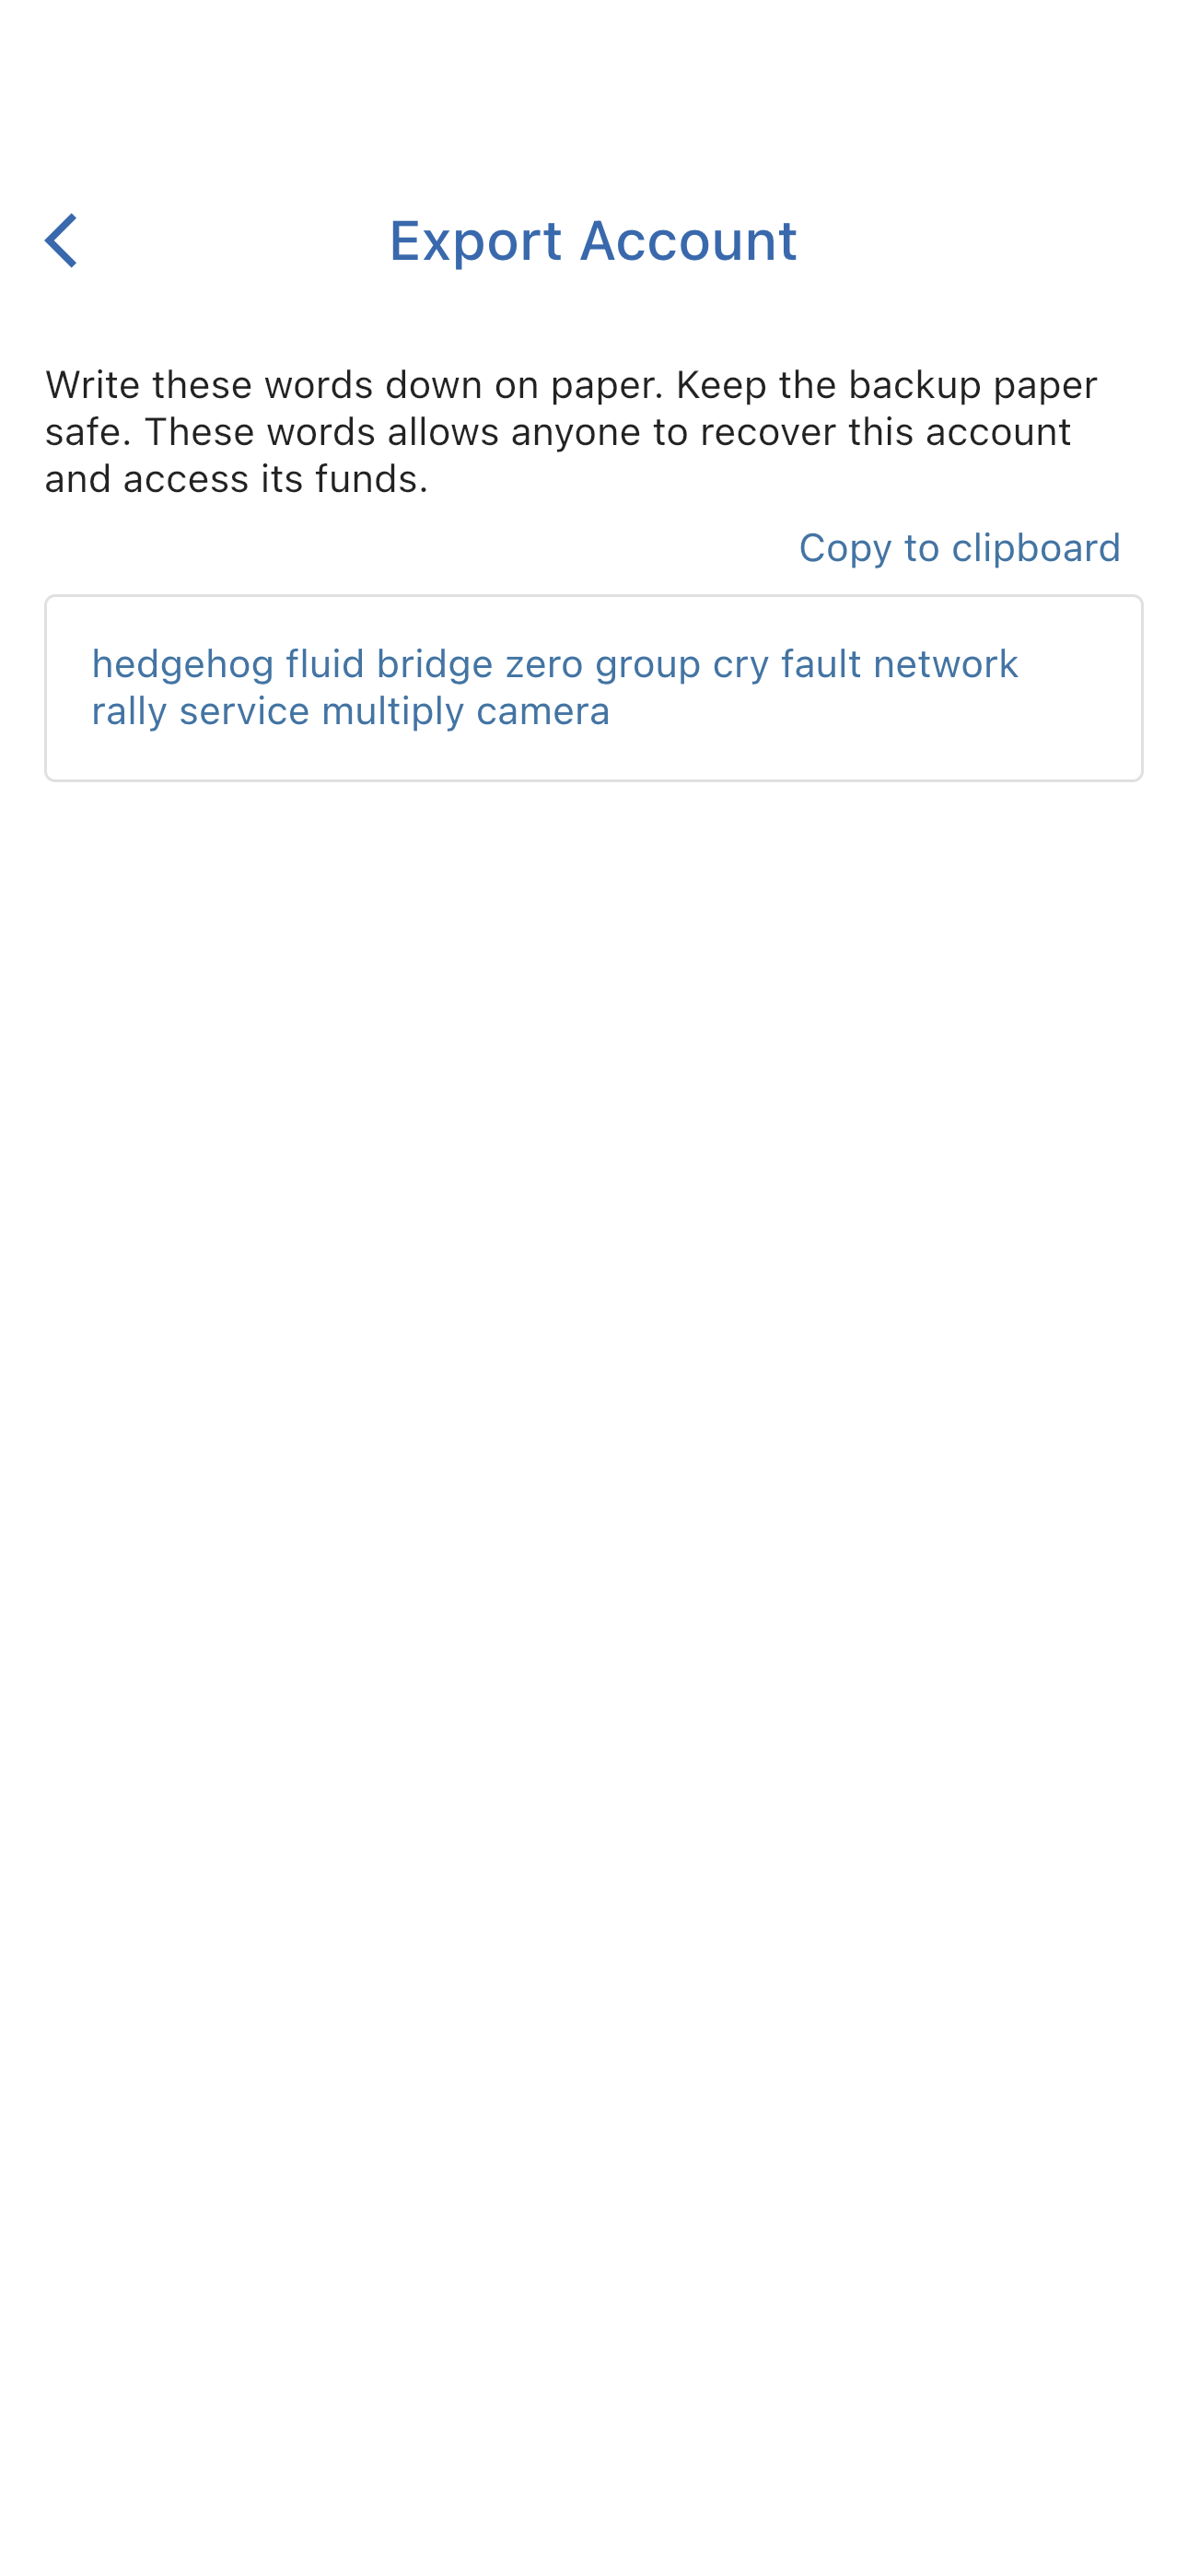 Export Account
Write these words down on paper. Keep the backup paper
safe. These words allows anyone to recover this account
and access its funds.
Copy to clipboard
hedgehog fluid bridge zero group cry fault network
rally service multiply camera